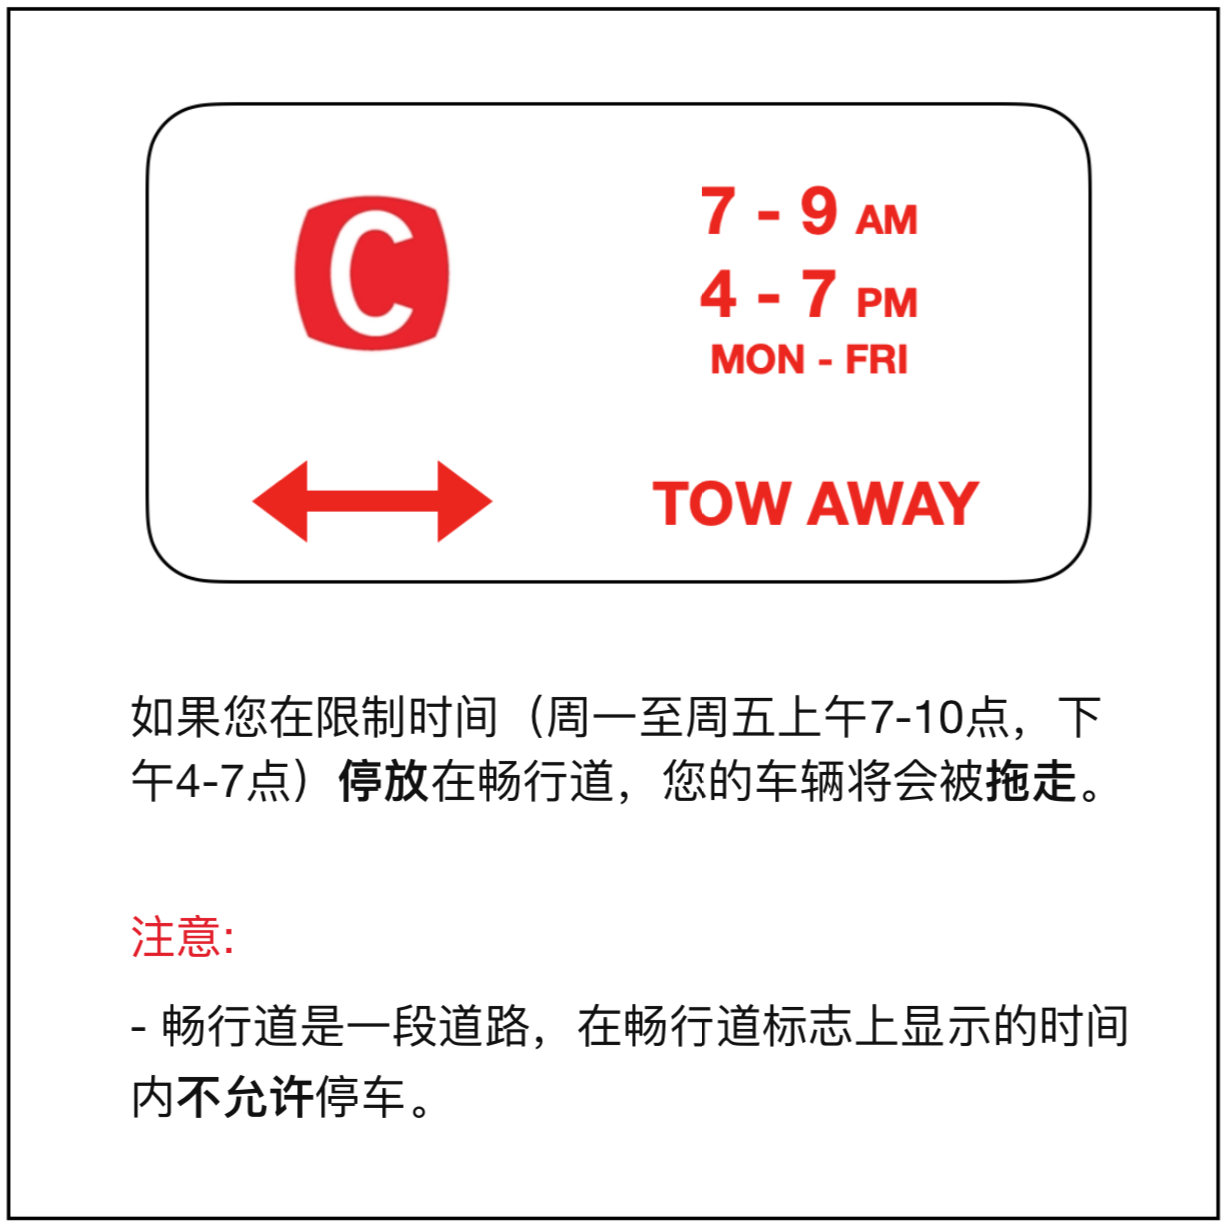 C
7 - 9 AM
4 - 7 PM
MON - FRI
TOW AWAY
如果您在限制时间（周一至周五上午7-10点，下
午4-7点）停放在畅行道，您的车辆将会被拖走。
注意:
- 畅行道是一段道路，在畅行道标志上显示的时间
内不允许停车。